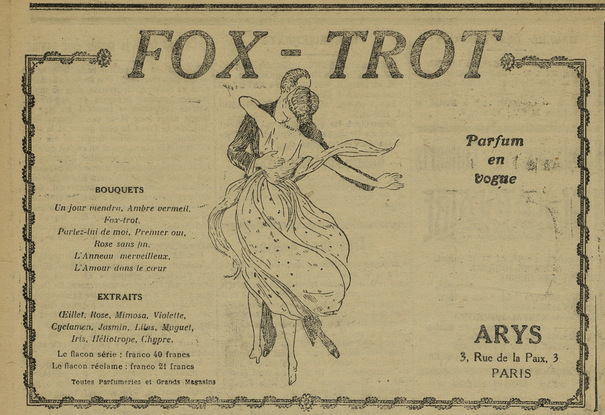 FOX - TROT
BOUQUETS
Un jour viendra, Ambre vermeil,
Fox-trot,
Parlez-lui de moi, Premier oui,
Rose sans fin,
L'Anneau merveilleux,
L'Amour dans le cœur
EXTRAITS
Œillet, Rose, Mimosa, Violette,
Cyclamen, Jasmin, Lilas, Muguet,
Iris, Héliotrope, Chypre.
Le flacon série : franco 40 francs
Le flacon réclame : franco 21 francs
Toutes Parfumeries et Grands Magasins
Parfum
en
vogue
ARYS
3, Rue de la Paix, 3
PARIS